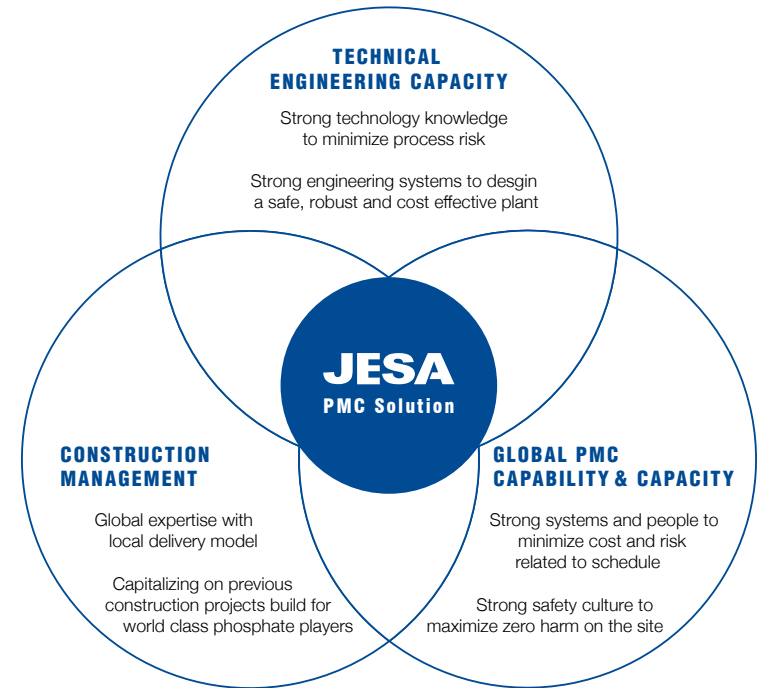 TECHNICAL
ENGINEERING CAPACITY
Strong technology knowledge
to minimize process risk
Strong engineering systems to desgin
a safe, robust and cost effective plant
JESA
PMC Solution
CONSTRUCTION
MANAGEMENT
Global expertise with
local delivery model
Capitalizing on previous
construction projects build for
world class phosphate players
GLOBAL PMC
CAPABILITY & CAPACITY
Strong systems and people to
minimize cost and risk
related to schedule
Strong safety culture to
maximize zero harm on the site